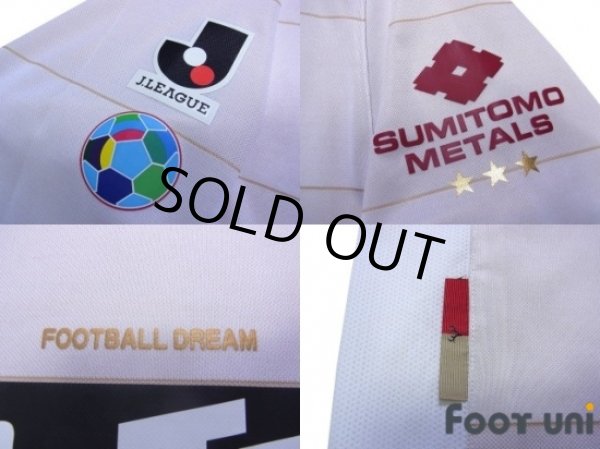 J.LEAGUE
SUMITOMO
METALS
SOLD OUT
FOOTBALL DREAM
Foot uni